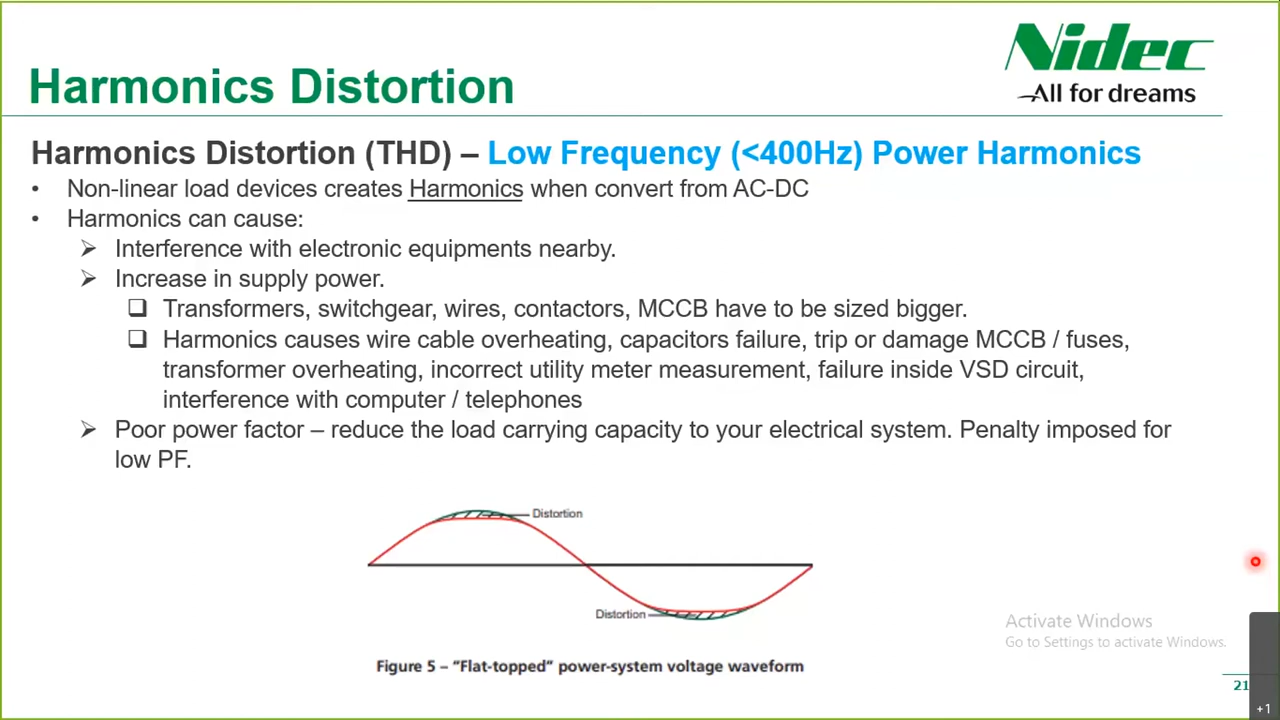 Nidec
All for dreams
Harmonics Distortion
Harmonics Distortion (THD) – Low Frequency (<400Hz) Power Harmonics
• Non-linear load devices creates Harmonics when convert from AC-DC
• Harmonics can cause:
➢ Interference with electronic equipments nearby.
➢ Increase in supply power.
❑ Transformers, switchgear, wires, contactors, MCCB have to be sized bigger.
❑ Harmonics causes wire cable overheating, capacitors failure, trip or damage MCCB / fuses,
transformer overheating, incorrect utility meter measurement, failure inside VSD circuit,
interference with computer / telephones
➢ Poor power factor – reduce the load carrying capacity to your electrical system. Penalty imposed for
low PF.
Distortion
Distortion
Figure 5 – “Flat-topped” power-system voltage waveform
Activate Windows
Go to Settings to activate Windows.
21
+1